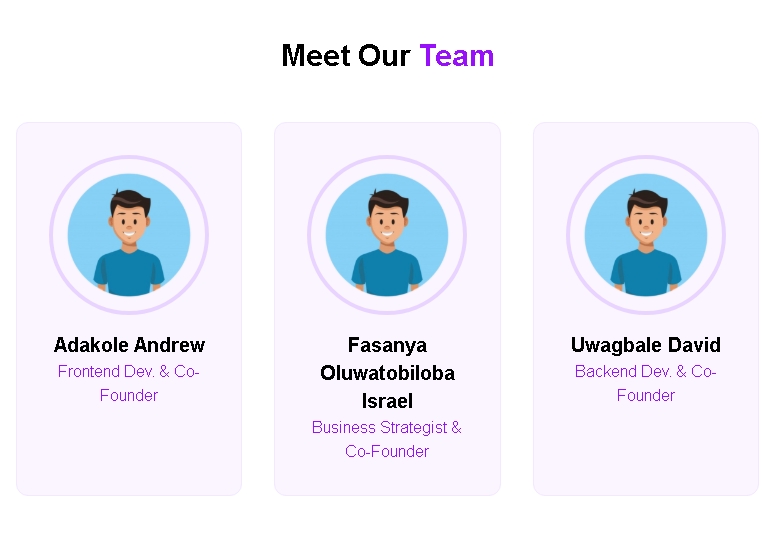 Meet Our Team
Adakole Andrew
Frontend Dev. & Co-
Founder
Fasanya
Oluwatobiloba
Israel
Business Strategist &
Co-Founder
Uwagbale David
Backend Dev. & Co-
Founder